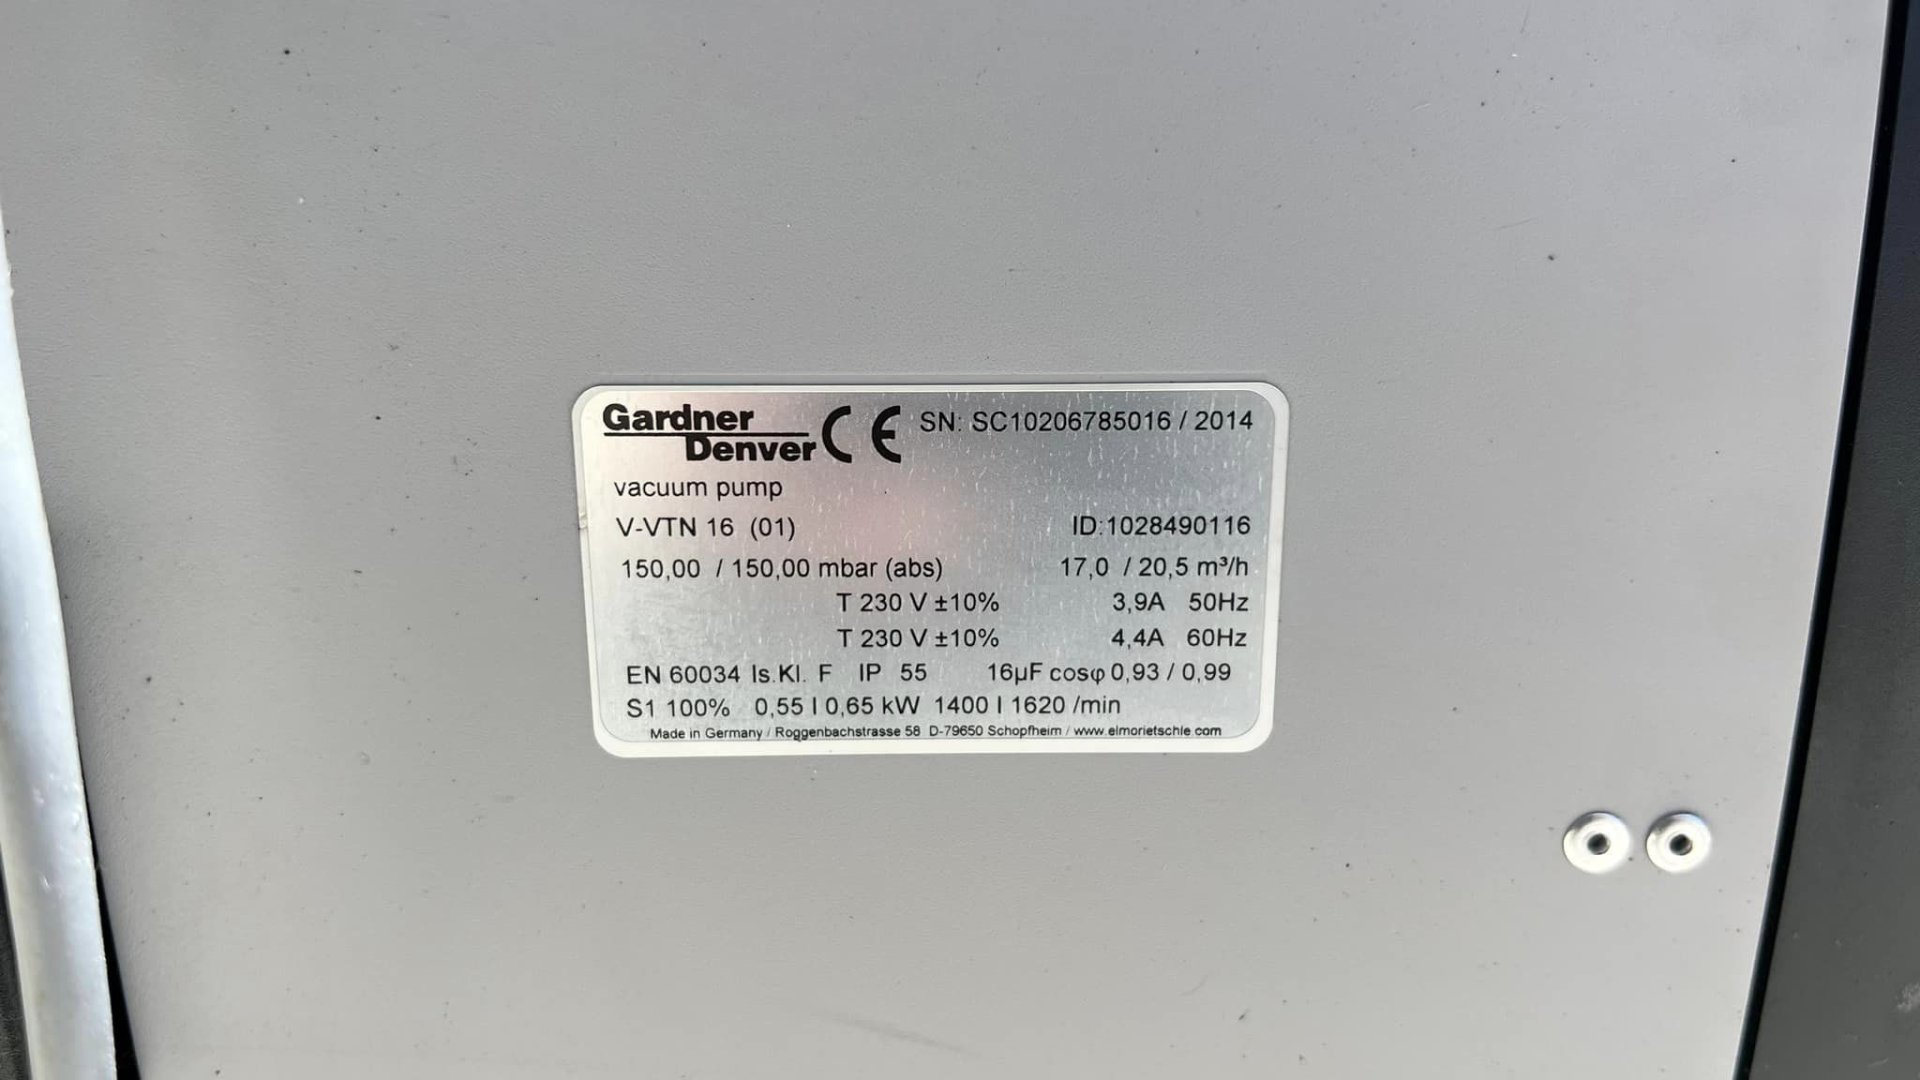 Gardner Denver CE SN: SC10206785016 / 2014
vacuum pump
V-VTN 16 (01) ID:1028490116
150,00 / 150,00 mbar (abs) 17,0 / 20,5 m³/h
T 230 V ±10% 3,9A 50Hz
T 230 V ±10% 4,4A 60Hz
EN 60034 Is.Kl. F IP 55 16µF cosφ 0,93 / 0,99
S1 100% 0,55 I 0,65 kW 1400 I 1620 /min
Made in Germany / Roggenbachstrasse 58 D-79650 Schopfheim / www.elmorietschle.com